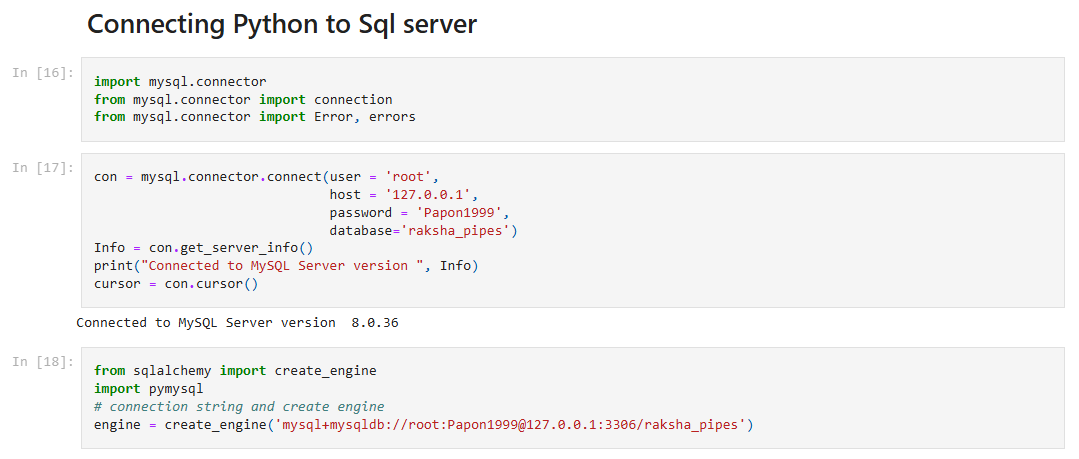 Connecting Python to Sql server
In [16]:
import mysql.connector
from mysql.connector import connection
from mysql.connector import Error, errors
In [17]:
con = mysql.connector.connect(user = 'root',
host = '127.0.0.1',
password = 'Papon1999',
database='raksha_pipes')
Info = con.get_server_info()
print("Connected to MySQL Server version ", Info)
cursor = con.cursor()
Connected to MySQL Server version  8.0.36
In [18]:
from sqlalchemy import create_engine
import pymysql
# connection string and create engine
engine = create_engine('mysql+mysqldb://root:Papon1999@127.0.0.1:3306/raksha_pipes')